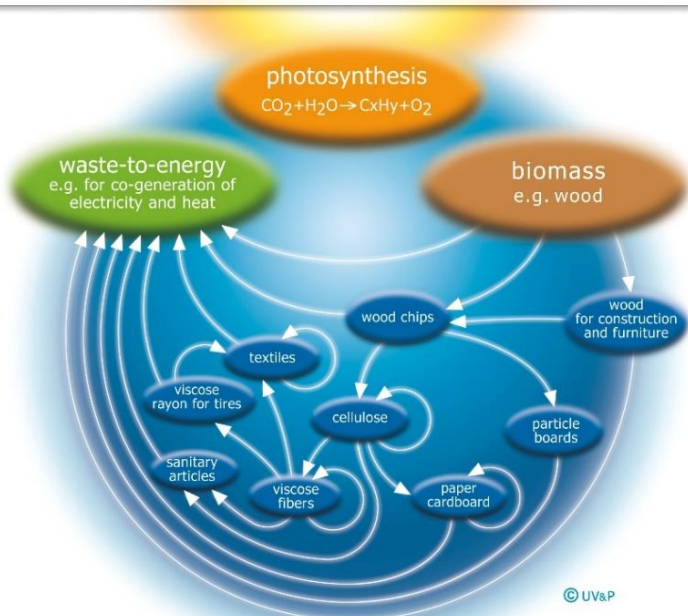 photosynthesis
CO2+H2O→CxHy+O2
waste-to-energy
e.g. for co-generation of
electricity and heat
biomass
e.g. wood
wood chips
wood
for construction
and furniture
textiles
viscose
rayon for tires
cellulose
particle
boards
sanitary
articles
viscose
fibers
paper
cardboard
© UV&P